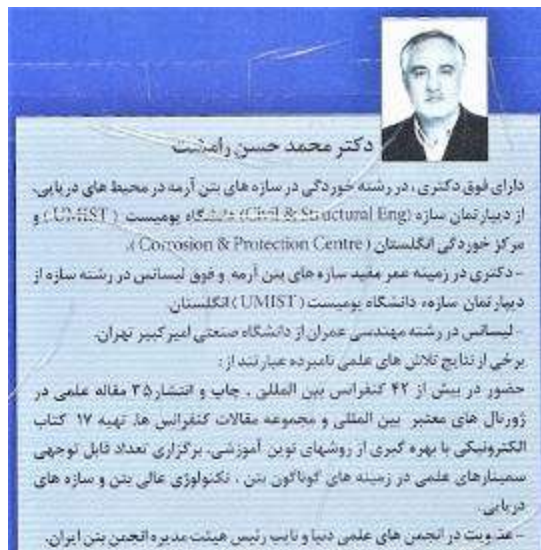 دکتر محمد حسن رامشت
دارای فوق دکتری، در رشته خوردگی در سازه های بتن آرمه در محیط های دریایی،
از دیپارتمان سازه (Civil & Structural Eng) دانشگاه یومیست (UMIST) و
مرکز خوردگی انگلستان (Corrosion & Protection Centre).
- دکتری در زمینه عمر مفید سازه های بتن آرمه و فوق لیسانس در رشته سازه از
دیپارتمان سازه، دانشگاه یومیست (UMIST) انگلستان.
- لیسانس در رشته مهندسی عمران از دانشگاه صنعتی امیرکبیر تهران.
برخی از نتایج تلاش های علمی نامبرده عبارتند از:
حضور در بیش از ۴۲ کنفرانس بین المللی، چاپ و انتشار ۳۵ مقاله علمی در
ژورنال های معتبر بین المللی و مجموعه مقالات کنفرانس ها. تهیه ۱۷ کتاب
الکترونیکی با بهره گیری از روشهای نوین آموزشی، برگزاری تعداد قابل توجهی
سمینارهای علمی در زمینه های گوناگون بتن، تکنولوژی عالی بتن و سازه های
دریایی.
- عضویت در انجمن های علمی دنیا و نایب رئیس هیئت مدیره انجمن بتن ایران.